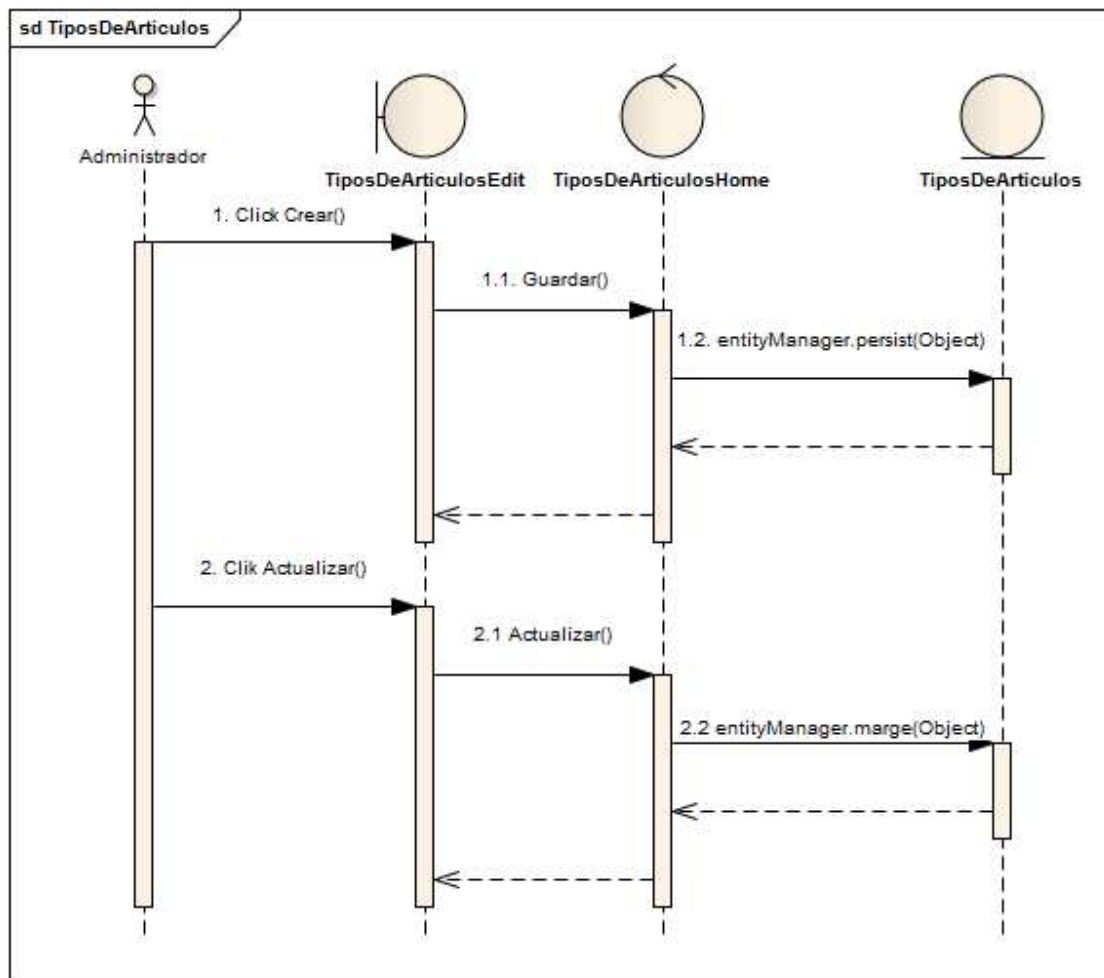 sd TiposDeArticulos
Administrador
TiposDeArticulosEdit
TiposDeArticulosHome
TiposDeArticulos
1. Click Crear()
1.1. Guardar()
1.2. entityManager.persist(Object)
2. Clik Actualizar()
2.1 Actualizar()
2.2 entityManager.marge(Object)